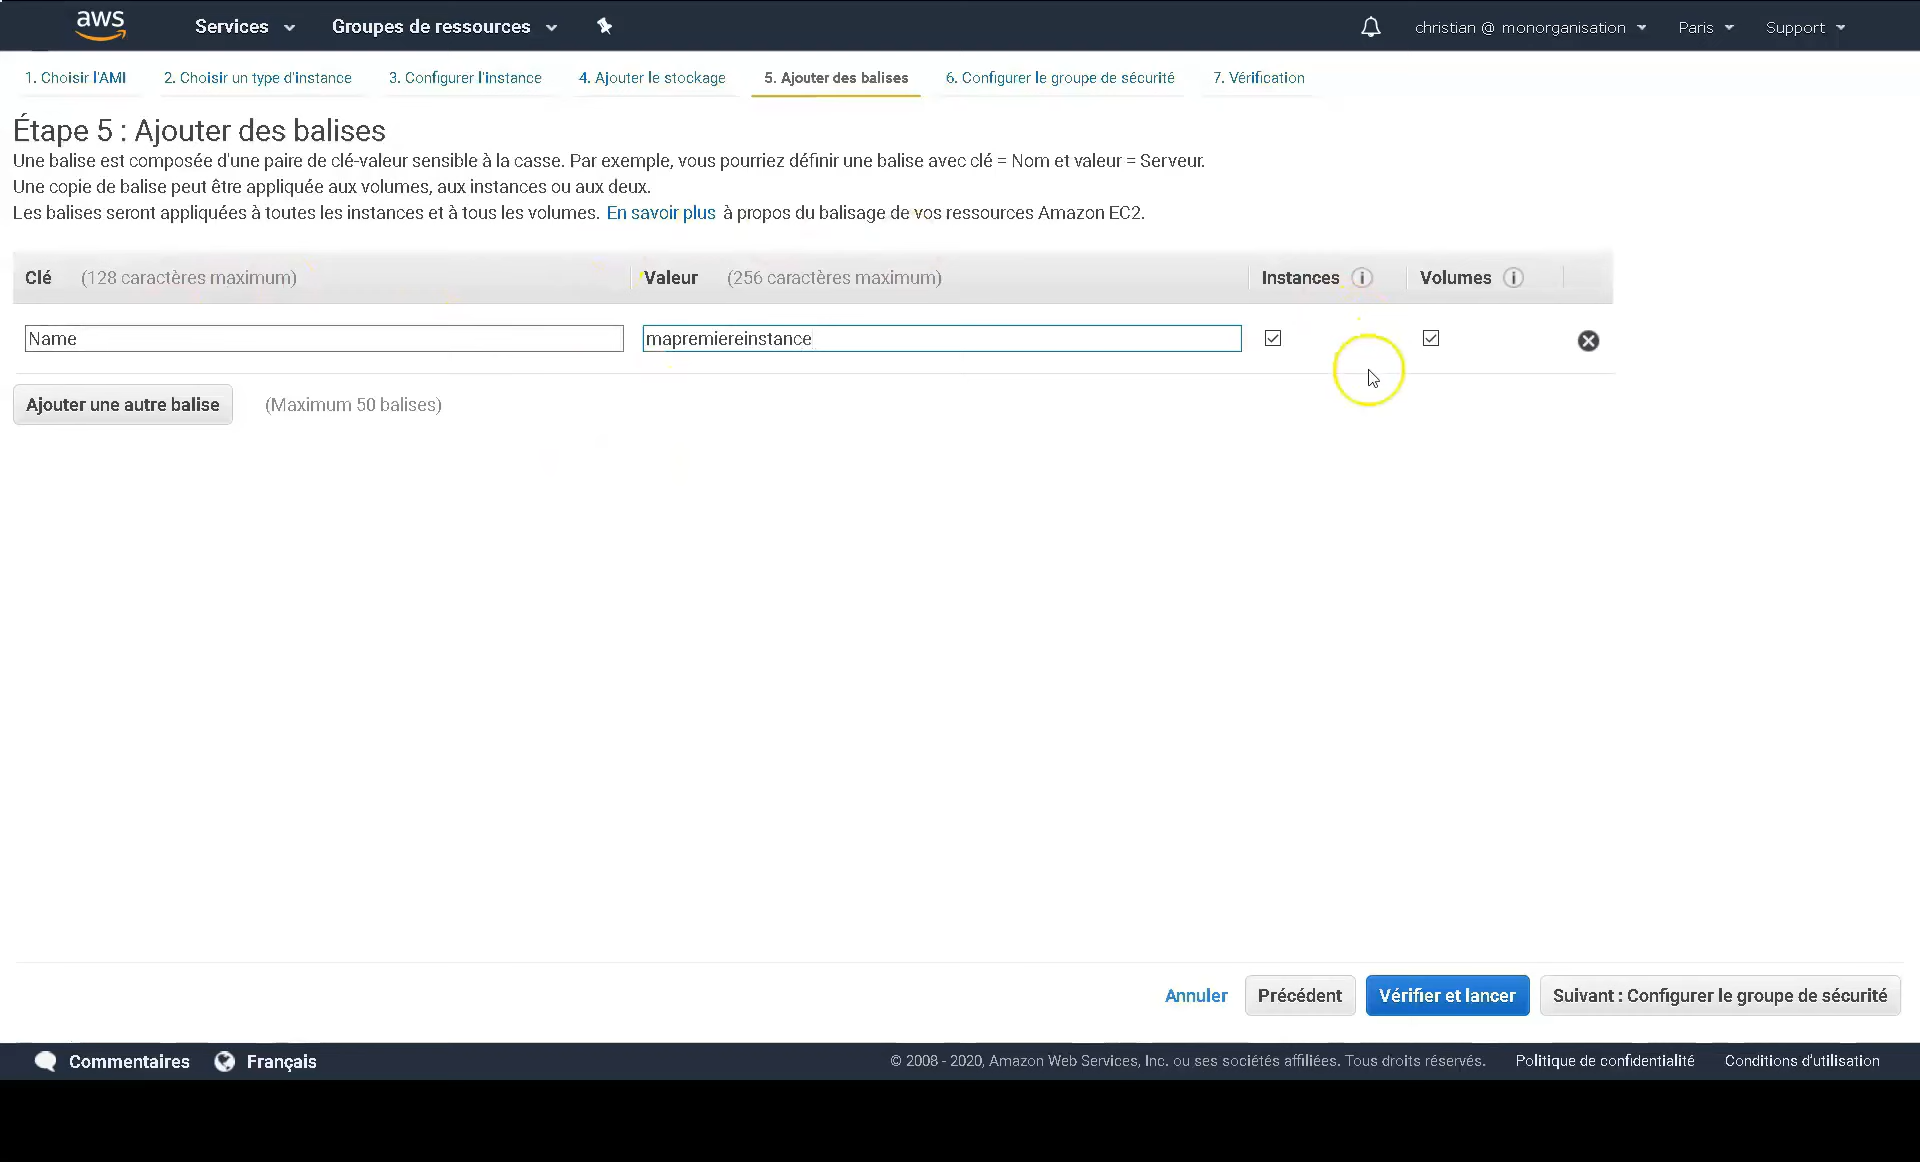 aws Services Groupes de ressources christian @ monorganisation Paris Support
1. Choisir l'AMI 2. Choisir un type d'instance 3. Configurer l'instance 4. Ajouter le stockage 5. Ajouter des balises 6. Configurer le groupe de sécurité 7. Vérification
Étape 5 : Ajouter des balises
Une balise est composée d'une paire de clé-valeur sensible à la casse. Par exemple, vous pourriez définir une balise avec clé = Nom et valeur = Serveur.
Une copie de balise peut être appliquée aux volumes, aux instances ou aux deux.
Les balises seront appliquées à toutes les instances et à tous les volumes. En savoir plus à propos du balisage de vos ressources Amazon EC2.
Clé (128 caractères maximum) Valeur (256 caractères maximum) Instances i Volumes i
Name mapremiereinstance
Ajouter une autre balise (Maximum 50 balises)
Annuler Précédent Vérifier et lancer Suivant : Configurer le groupe de sécurité
Commentaires Français © 2008 - 2020, Amazon Web Services, Inc. ou ses sociétés affiliées. Tous droits réservés. Politique de confidentialité Conditions d'utilisation